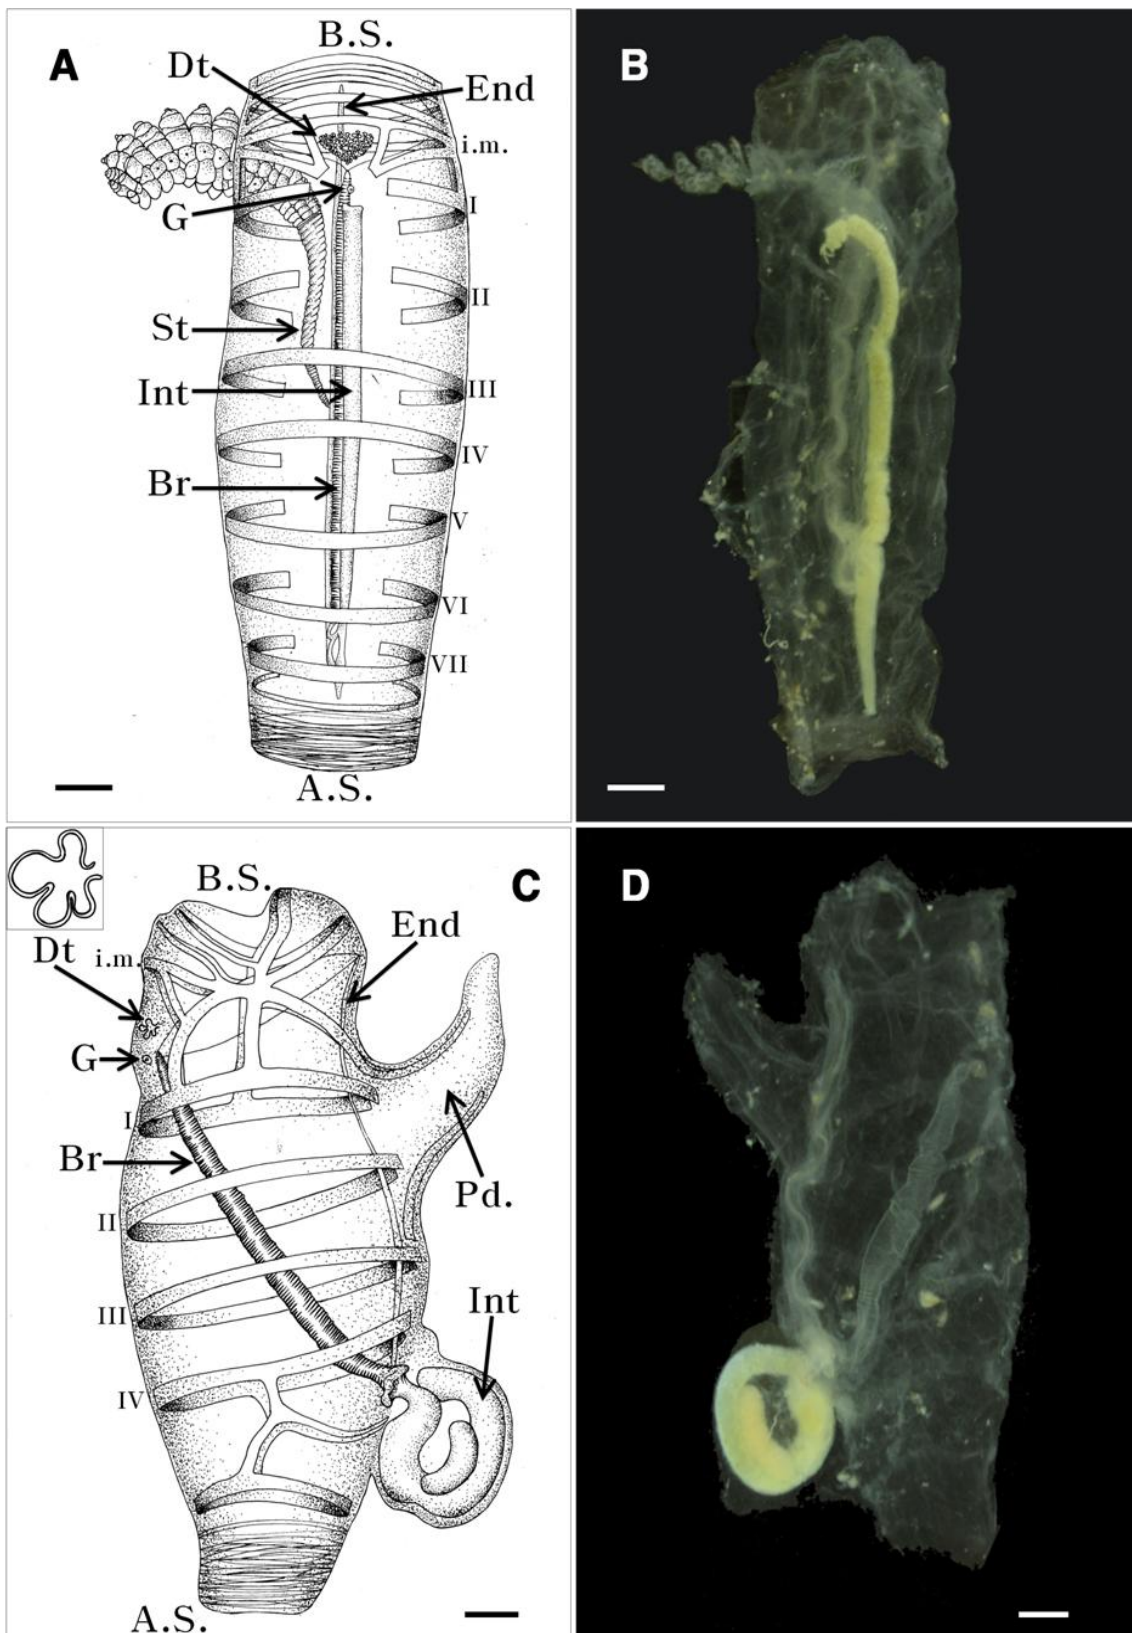 A
B.S.
Dt
End
i.m.
G
I
II
St
Int
III
IV
Br
V
VI
VII
A.S.
B
C
B.S.
Dt
i.m.
End
G
I
Br
Pd.
II
Int
III
IV
A.S.
D